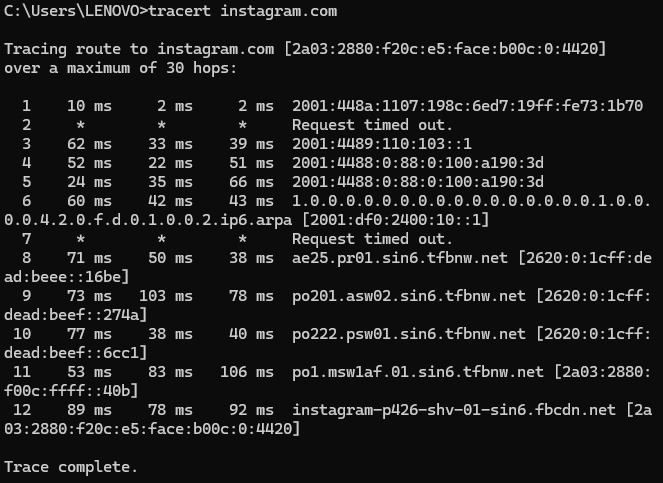 C:\Users\LENOVO>tracert instagram.com
Tracing route to instagram.com [2a03:2880:f20c:e5:face:b00c:0:4420]
over a maximum of 30 hops:
1 10 ms 2 ms 2 ms 2001:448a:1107:198c:6ed7:19ff:fe73:1b70
2 * * * Request timed out.
3 62 ms 33 ms 39 ms 2001:4489:110:103::1
4 52 ms 22 ms 51 ms 2001:4488:0:88:0:100:a190:3d
5 24 ms 35 ms 66 ms 2001:4488:0:88:0:100:a190:3d
6 60 ms 42 ms 43 ms 1.0.0.0.0.0.0.0.0.0.0.0.0.0.0.0.0.1.0.0.
0.0.4.2.0.f.d.0.1.0.0.2.ip6.arpa [2001:df0:2400:10::1]
7 * * * Request timed out.
8 71 ms 50 ms 38 ms ae25.pr01.sin6.tfbnw.net [2620:0:1cff:de
ad:beee::16be]
9 73 ms 103 ms 78 ms po201.asw02.sin6.tfbnw.net [2620:0:1cff:
dead:beef::274a]
10 77 ms 38 ms 40 ms po222.psw01.sin6.tfbnw.net [2620:0:1cff:
dead:beef::6cc1]
11 53 ms 83 ms 106 ms po1.msw1af.01.sin6.tfbnw.net [2a03:2880:
f00c:ffff::40b]
12 89 ms 78 ms 92 ms instagram-p426-shv-01-sin6.fbcdn.net [2a
03:2880:f20c:e5:face:b00c:0:4420]
Trace complete.